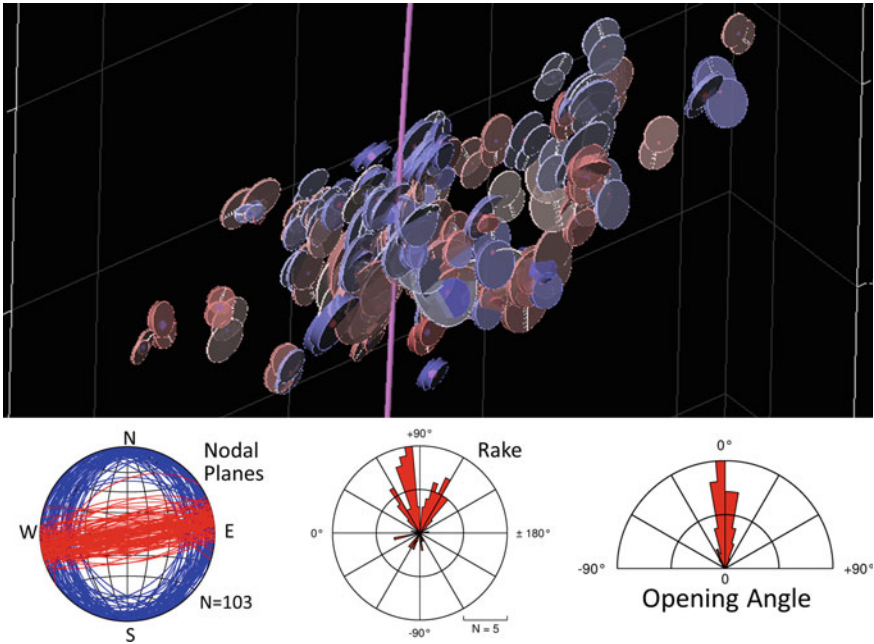 N
Nodal
Planes
W
E
N=103
S
+90°
Rake
0°
± 180°
-90°
N = 5
0°
-90°
+90°
0
Opening Angle